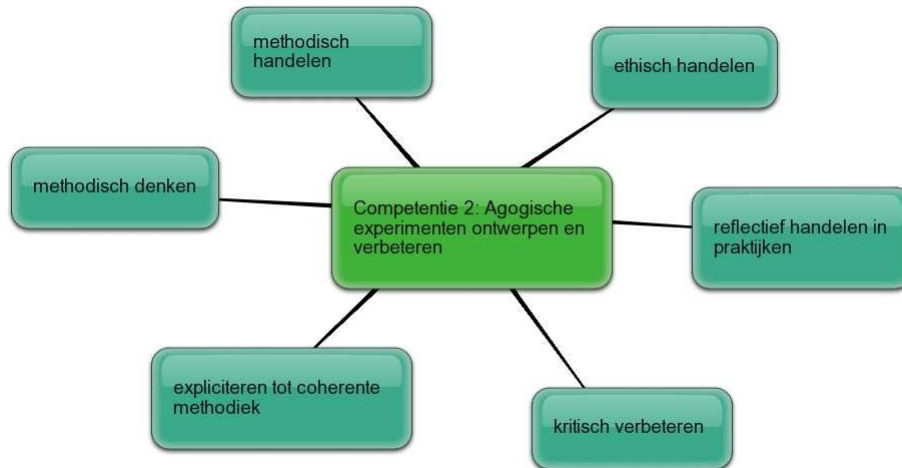 methodisch
handelen
ethisch handelen
methodisch denken
Competentie 2: Agogische
experimenten ontwerpen en
verbeteren
reflectief handelen in
praktijken
expliciteren tot coherente
methodiek
kritisch verbeteren